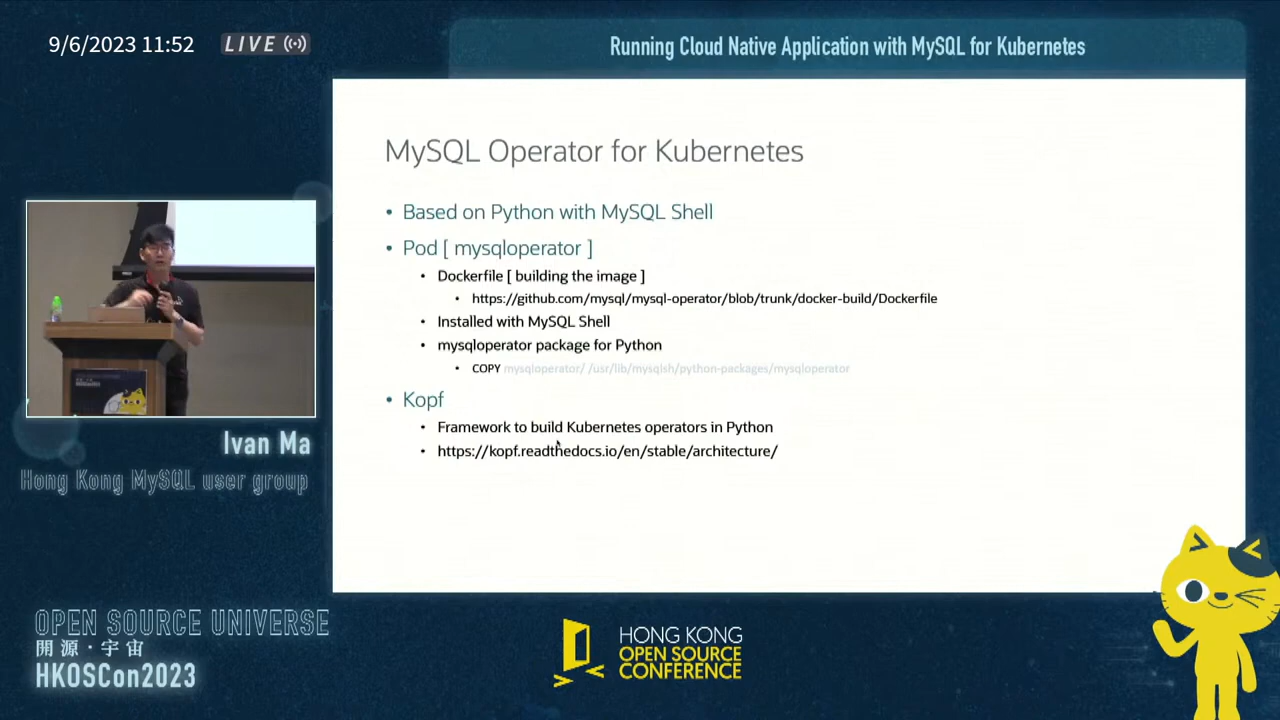 9/6/2023 11:52
LIVE
Running Cloud Native Application with MySQL for Kubernetes
MySQL Operator for Kubernetes
• Based on Python with MySQL Shell
• Pod [ mysqloperator ]
• Dockerfile [ building the image ]
• https://github.com/mysql/mysql-operator/blob/trunk/docker-build/Dockerfile
• Installed with MySQL Shell
• mysqloperator package for Python
• COPY mysqloperator/ /usr/lib/mysqlsh/python-packages/mysqloperator
• Kopf
• Framework to build Kubernetes operators in Python
• https://kopf.readthedocs.io/en/stable/architecture/
Ivan Ma
Hong Kong MySQL user group
OPEN SOURCE UNIVERSE
開源·宇宙
HKOSCon2023
HONG KONG
OPEN SOURCE
CONFERENCE